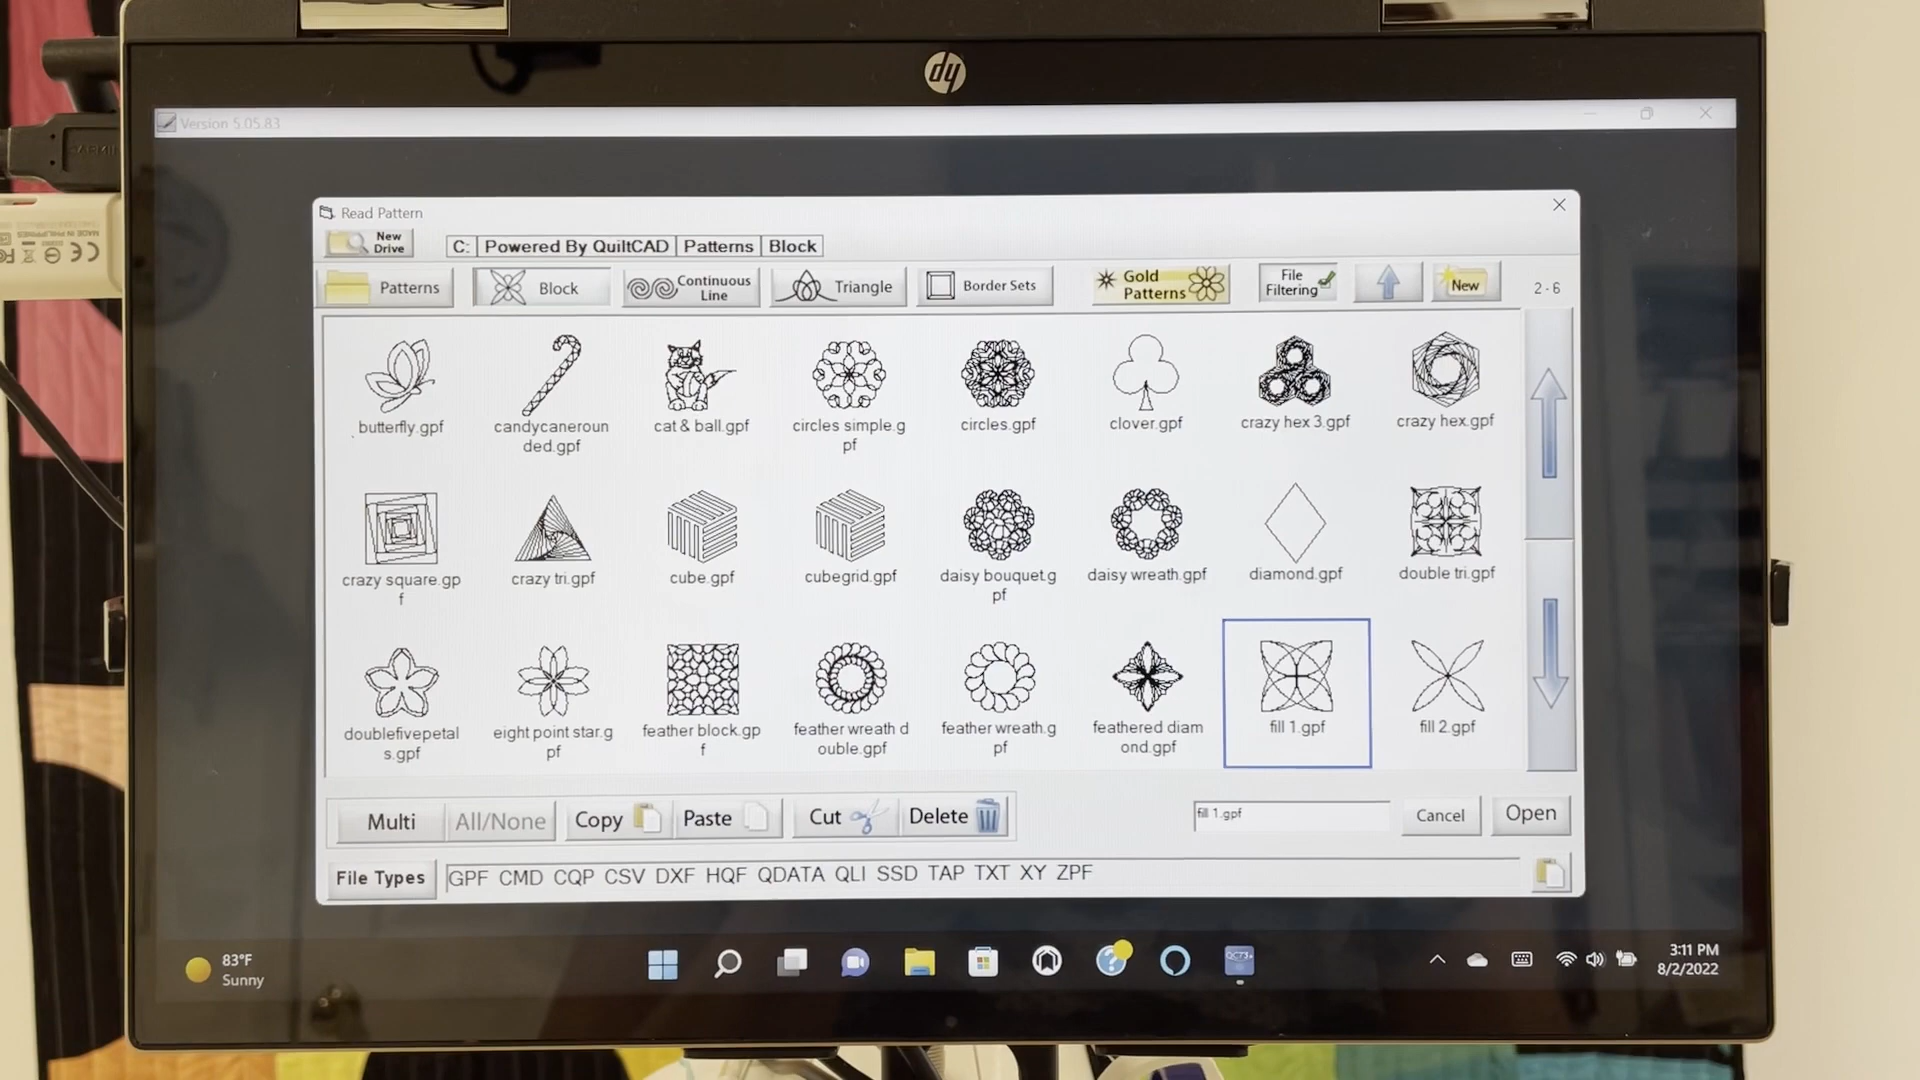 hp
Version 5.05.83
Read Pattern
New
Drive
C: Powered By QuiltCAD Patterns Block
Patterns
Block
Continuous
Line
Triangle
Border Sets
Gold
Patterns
File
Filtering
New
2 - 6
butterfly.gpf
candycaneroun
ded.gpf
cat & ball.gpf
circles simple.g
pf
circles.gpf
clover.gpf
crazy hex 3.gpf
crazy hex.gpf
crazy square.gp
f
crazy tri.gpf
cube.gpf
cubegrid.gpf
daisy bouquet.g
pf
daisy wreath.gpf
diamond.gpf
double tri.gpf
doublefivepetal
s.gpf
eight point star.g
pf
feather block.gp
f
feather wreath d
ouble.gpf
feather wreath.g
pf
feathered diam
ond.gpf
fill 1.gpf
fill 2.gpf
Multi
All/None
Copy
Paste
Cut
Delete
fill 1.gpf
Cancel
Open
File Types
GPF CMD CQP CSV DXF HQF QDATA QLI SSD TAP TXT XY ZPF
83°F
Sunny
3:11 PM
8/2/2022
MADE IN PHILIPPINES